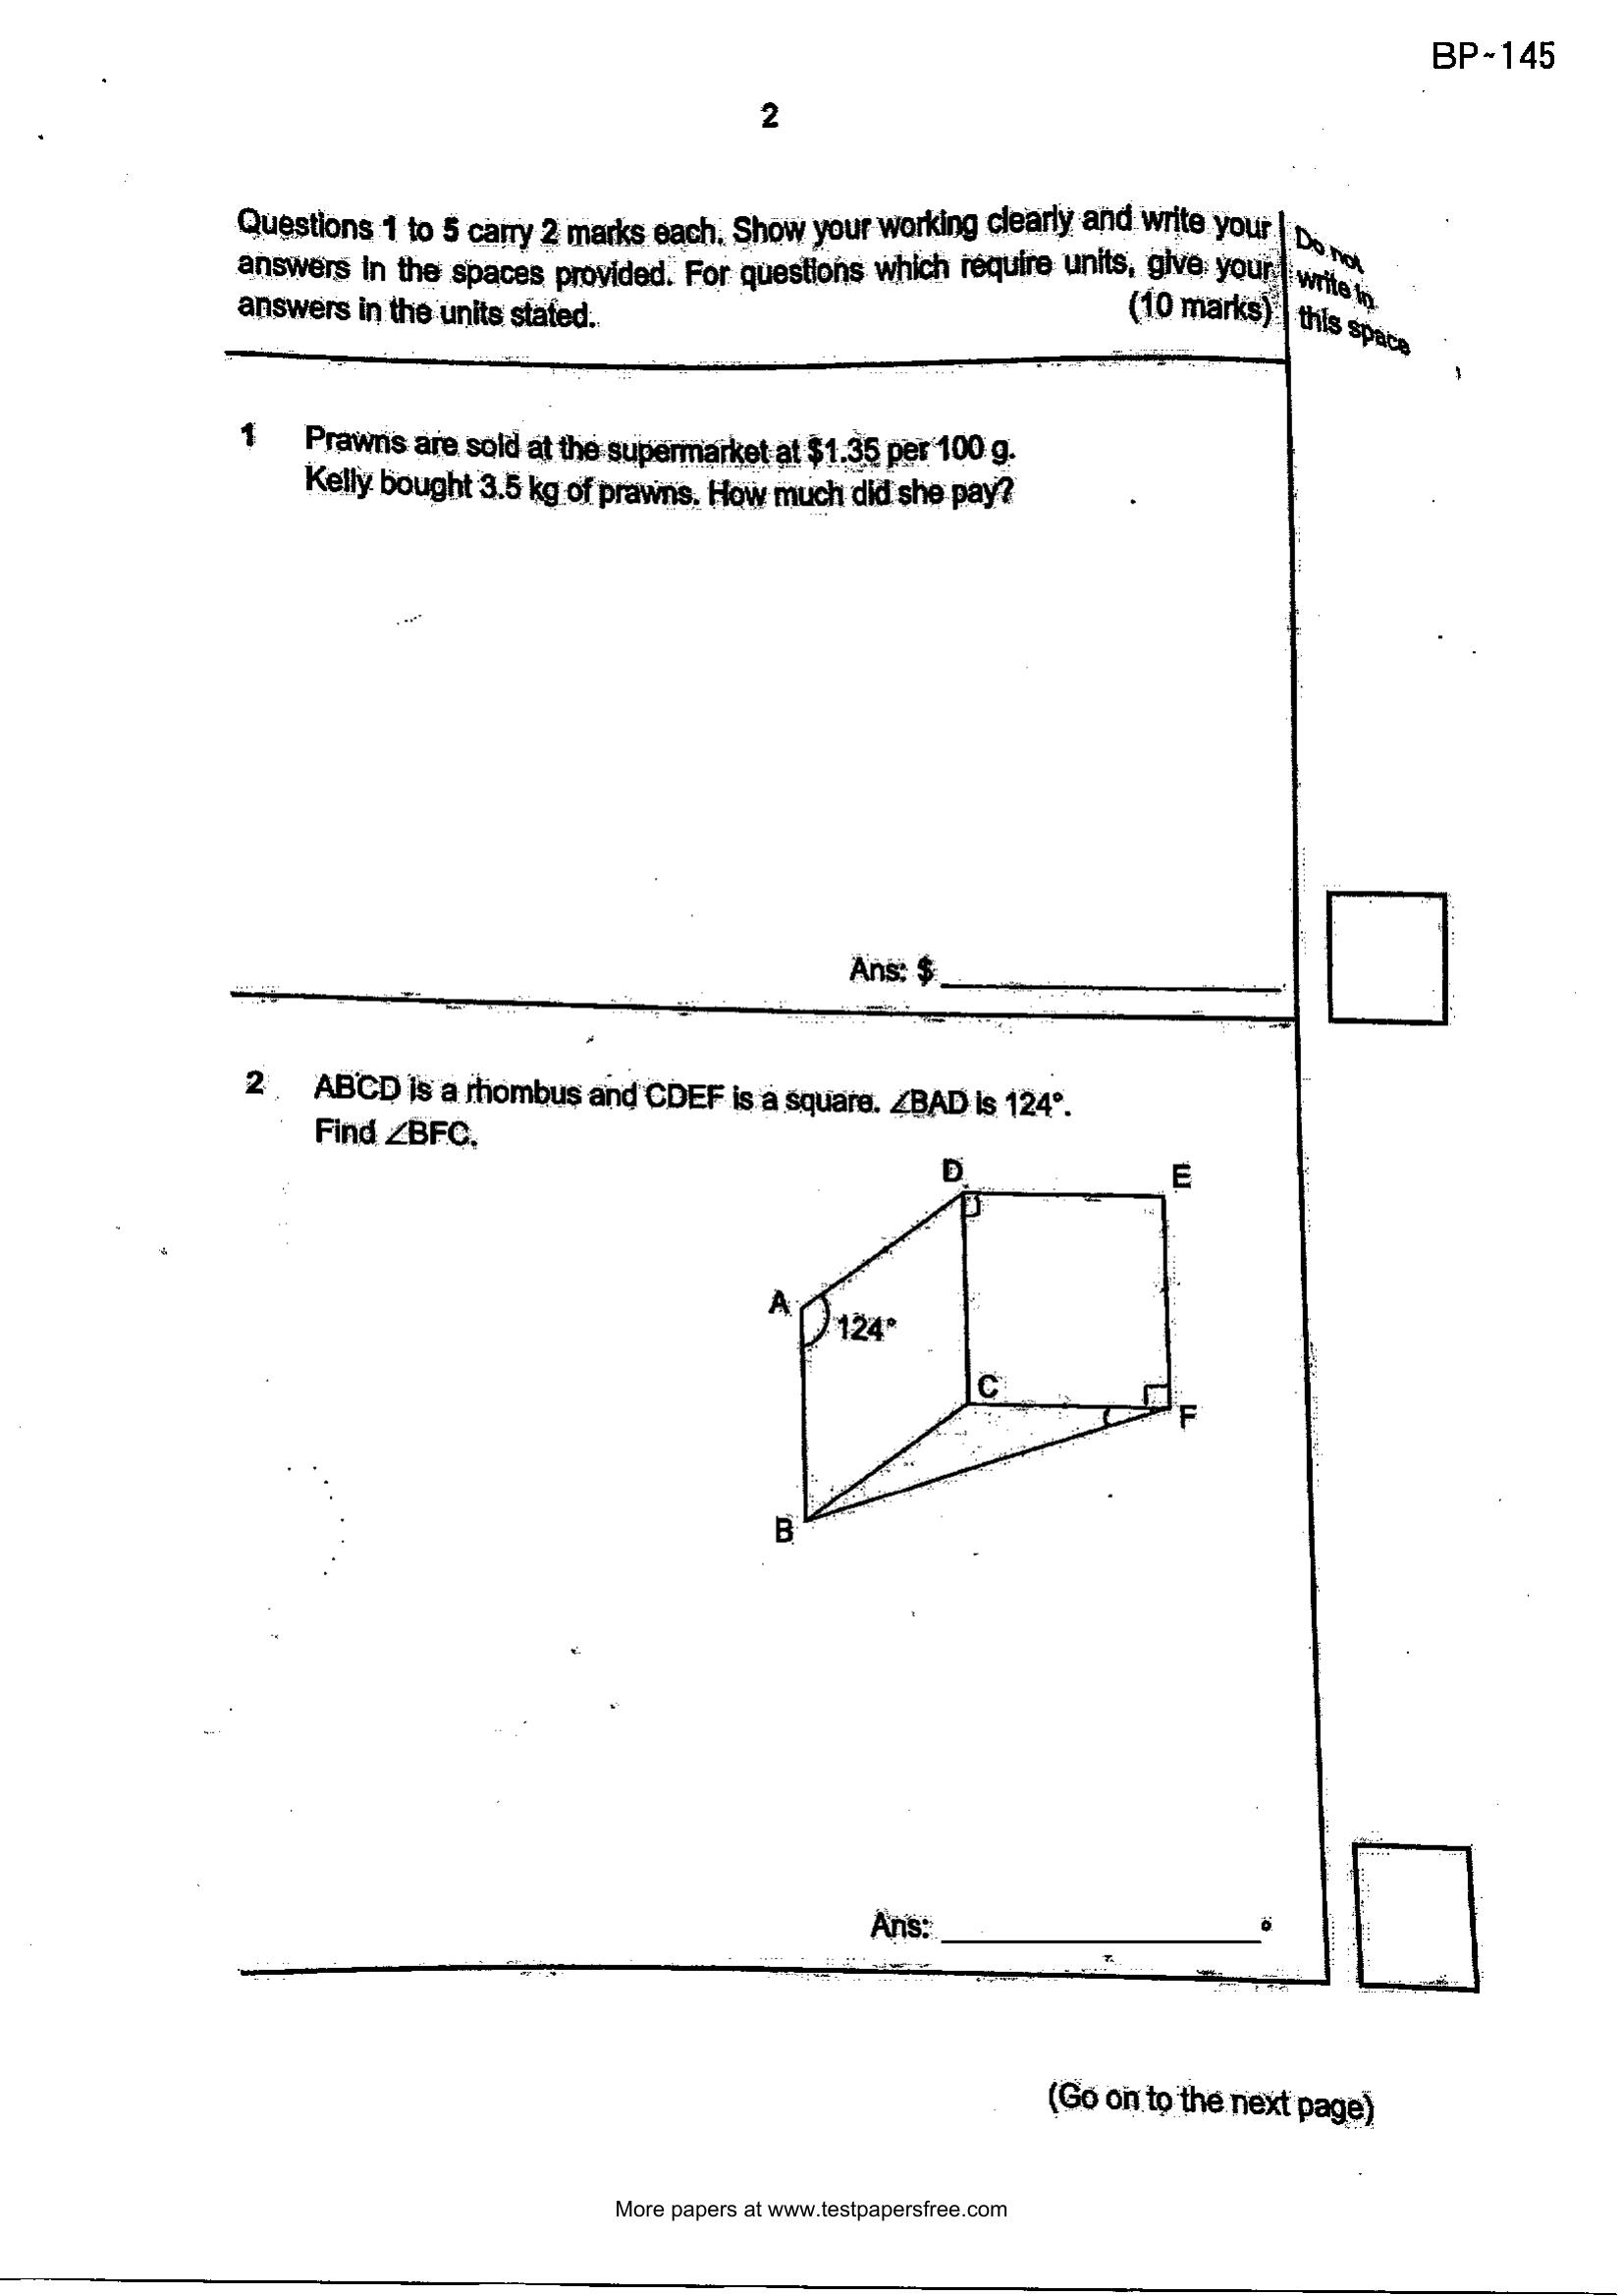 BP~145
2
Questions 1 to 5 carry 2 marks each. Show your working clearly and write your
answers in the spaces provided. For questions which require units, give your
answers in the units stated. (10 marks)
Do not
write in
this space
1 Prawns are sold at the supermarket at $1.35 per 100 g.
Kelly bought 3.5 kg of prawns. How much did she pay?
Ans: $
2 ABCD is a rhombus and CDEF is a square. ∠BAD is 124°.
Find ∠BFC.
D
E
A
124°
C
F
B
Ans: °
(Go on to the next page)
More papers at www.testpapersfree.com